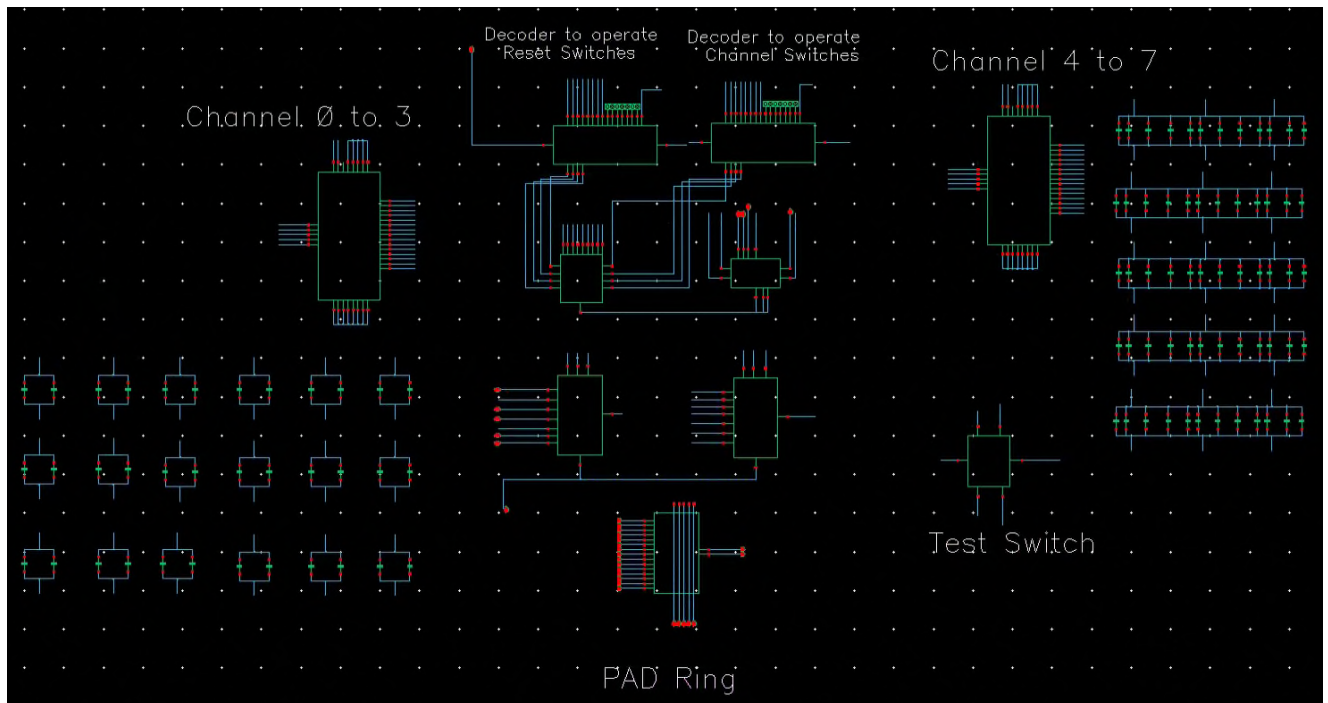 Decoder to operate
Reset Switches
Decoder to operate
Channel Switches
Channel 4 to 7
Channel 0 to 3
Test Switch
PAD Ring